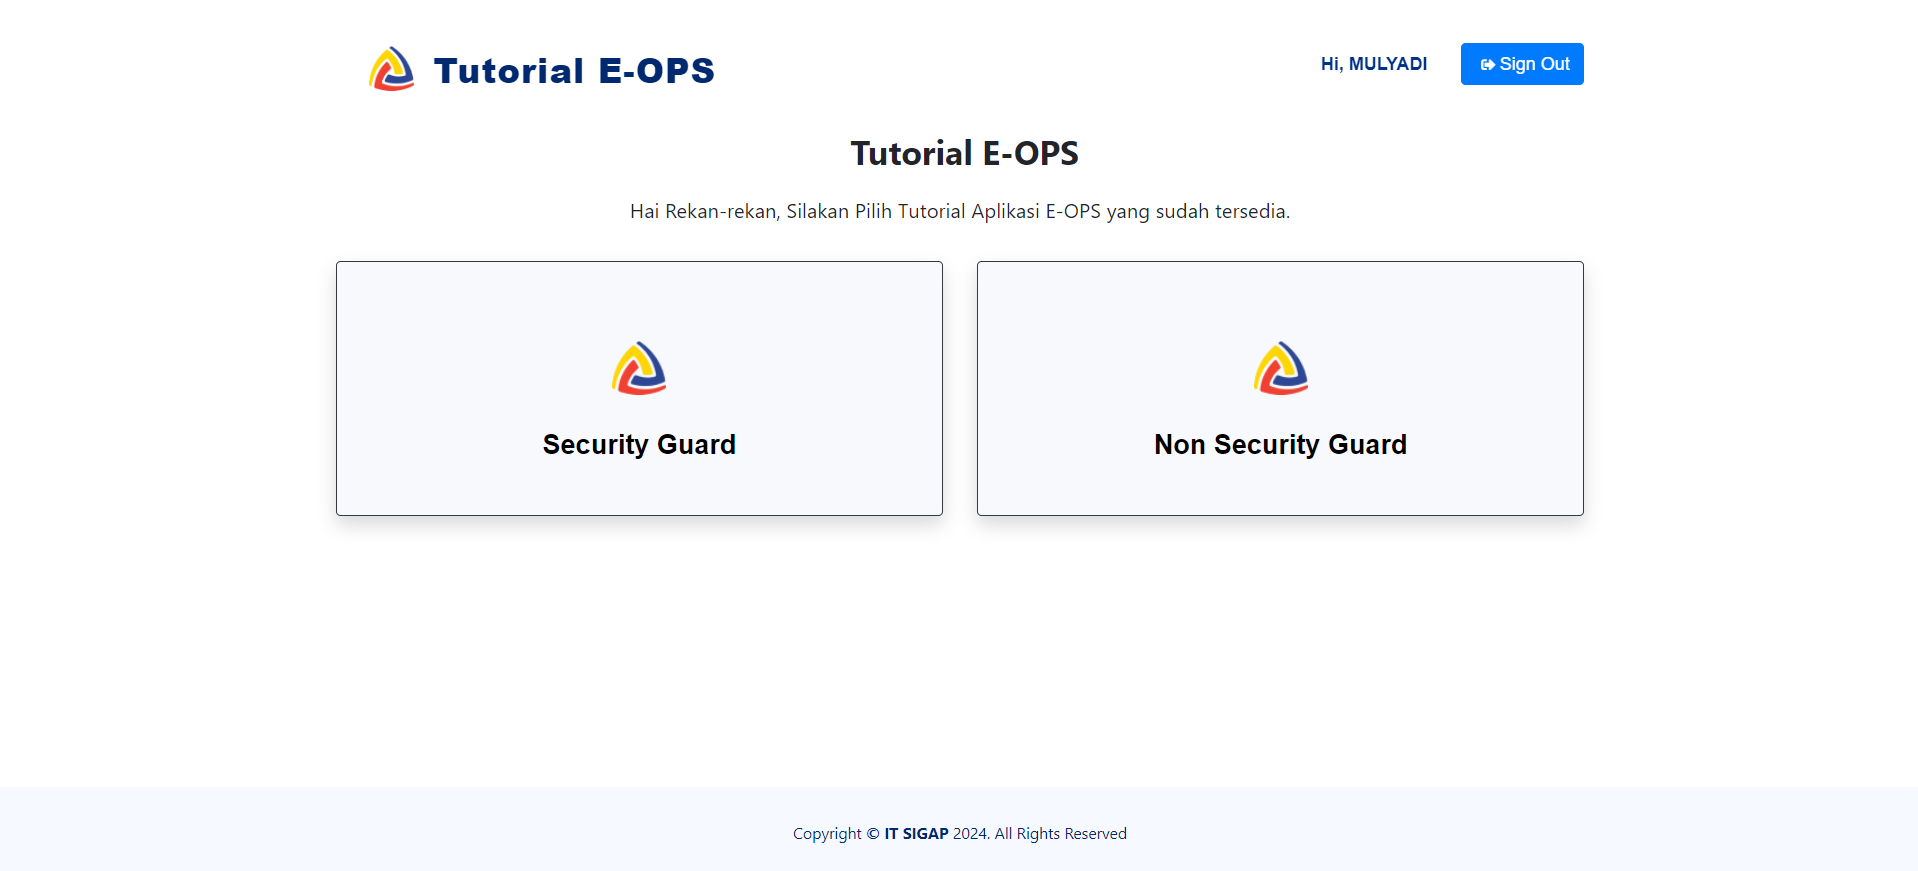 Tutorial E-OPS
Hi, MULYADI
Sign Out
Tutorial E-OPS
Hai Rekan-rekan, Silakan Pilih Tutorial Aplikasi E-OPS yang sudah tersedia.
Security Guard
Non Security Guard
Copyright © IT SIGAP 2024. All Rights Reserved